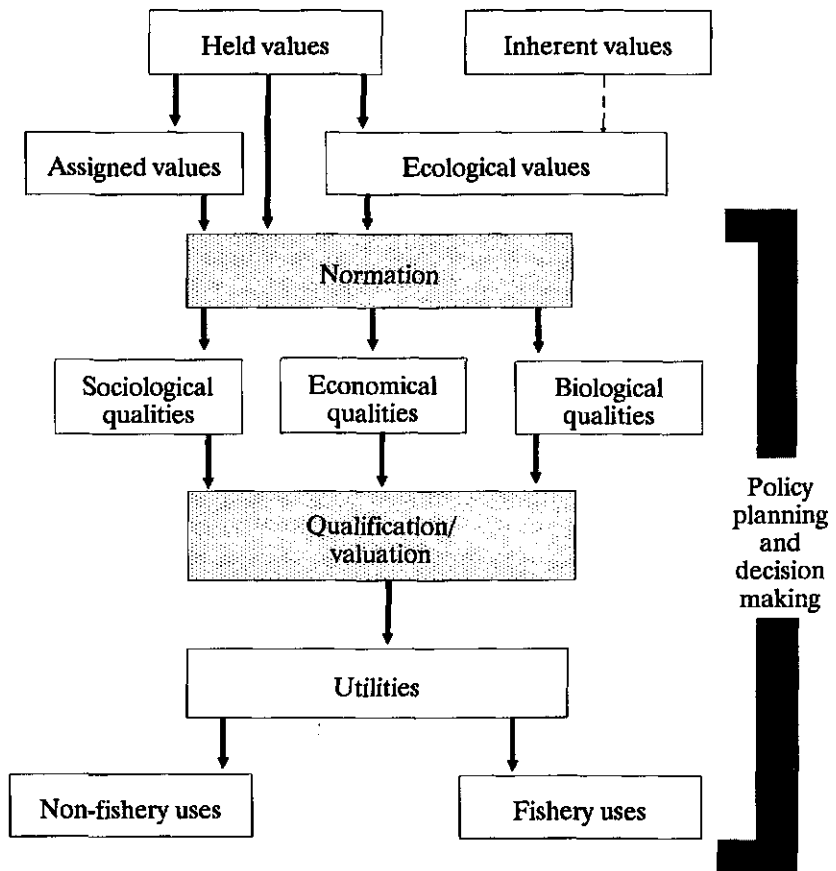 Held values
Inherent values
Assigned values
Ecological values
Normation
Sociological
qualities
Economical
qualities
Biological
qualities
Qualification/
valuation
Policy
planning
and
decision
making
Utilities
Non-fishery uses
Fishery uses